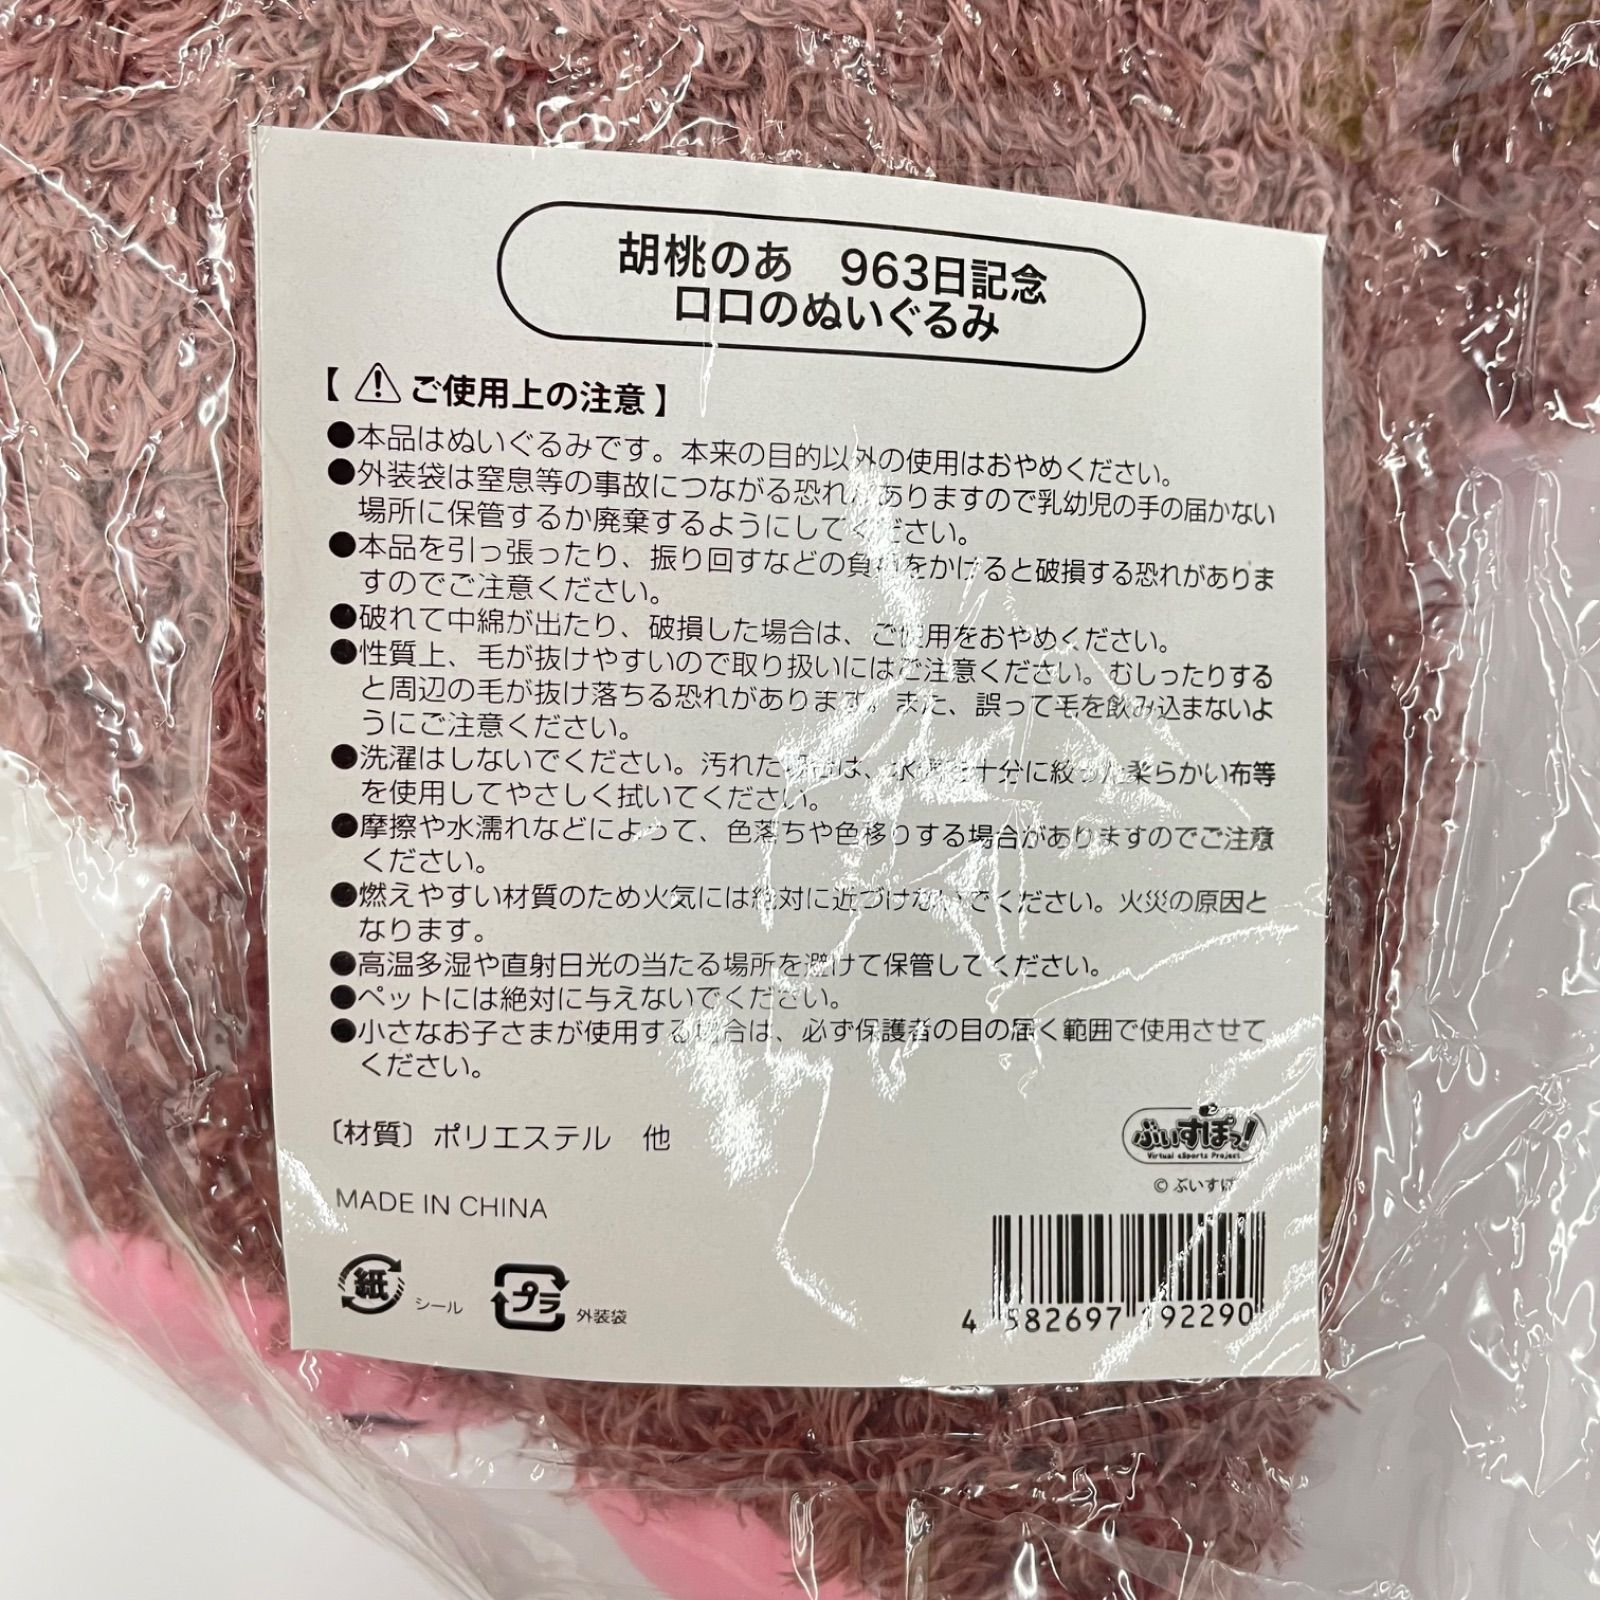 胡桃のあ　963日記念
ロロのぬいぐるみ
【⚠ご使用上の注意】
●本品はぬいぐるみです。本来の目的以外の使用はおやめください。
●外装袋は窒息等の事故につながる恐れがありますので乳幼児の手の届かない
場所に保管するか廃棄するようにしてください。
●本品を引っ張ったり、振り回すなどの負担をかけると破損する恐れがありま
すのでご注意ください。
●破れて中綿が出たり、破損した場合は、ご使用をおやめください。
●性質上、毛が抜けやすいので取り扱いにはご注意ください。むしったりする
と周辺の毛が抜け落ちる恐れがあります。また、誤って毛を飲み込まないよ
うにご注意ください。
●洗濯はしないでください。汚れた場合は、水気を十分に絞った柔らかい布等
を使用してやさしく拭いてください。
●摩擦や水濡れなどによって、色落ちや色移りする場合がありますのでご注意
ください。
●燃えやすい材質のため火気には絶対に近づけないでください。火災の原因と
なります。
●高温多湿や直射日光の当たる場所を避けて保管してください。
●ペットには絶対に与えないでください。
●小さなお子さまが使用する場合は、必ず保護者の目の届く範囲で使用させて
ください。
〔材質〕ポリエステル　他
ぶいすぽっ!
Virtual eSports Project
© ぶいすぽ
MADE IN CHINA
紙 シール
プラ 外装袋
4 582697 192290